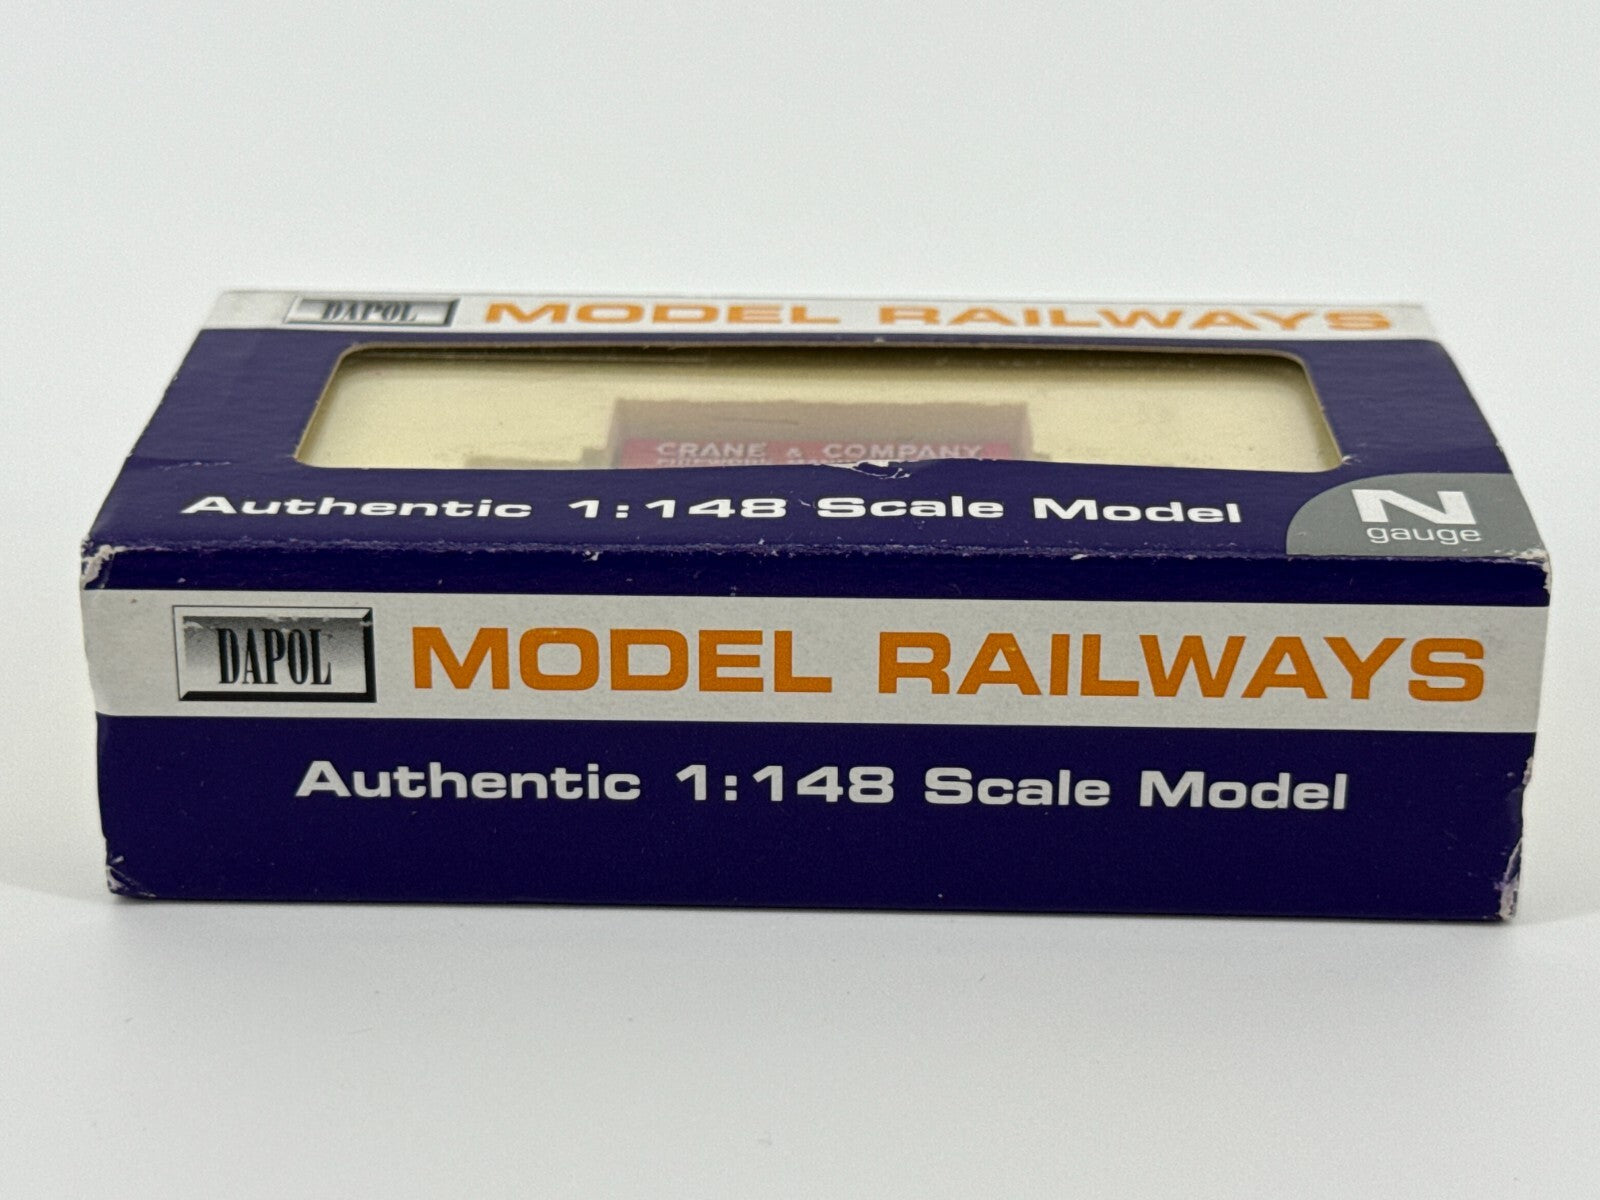 DAPOL MODEL RAILWAYS
CRANE & COMPANY
Authentic 1:148 Scale Model
N
gauge
DAPOL MODEL RAILWAYS
Authentic 1:148 Scale Model